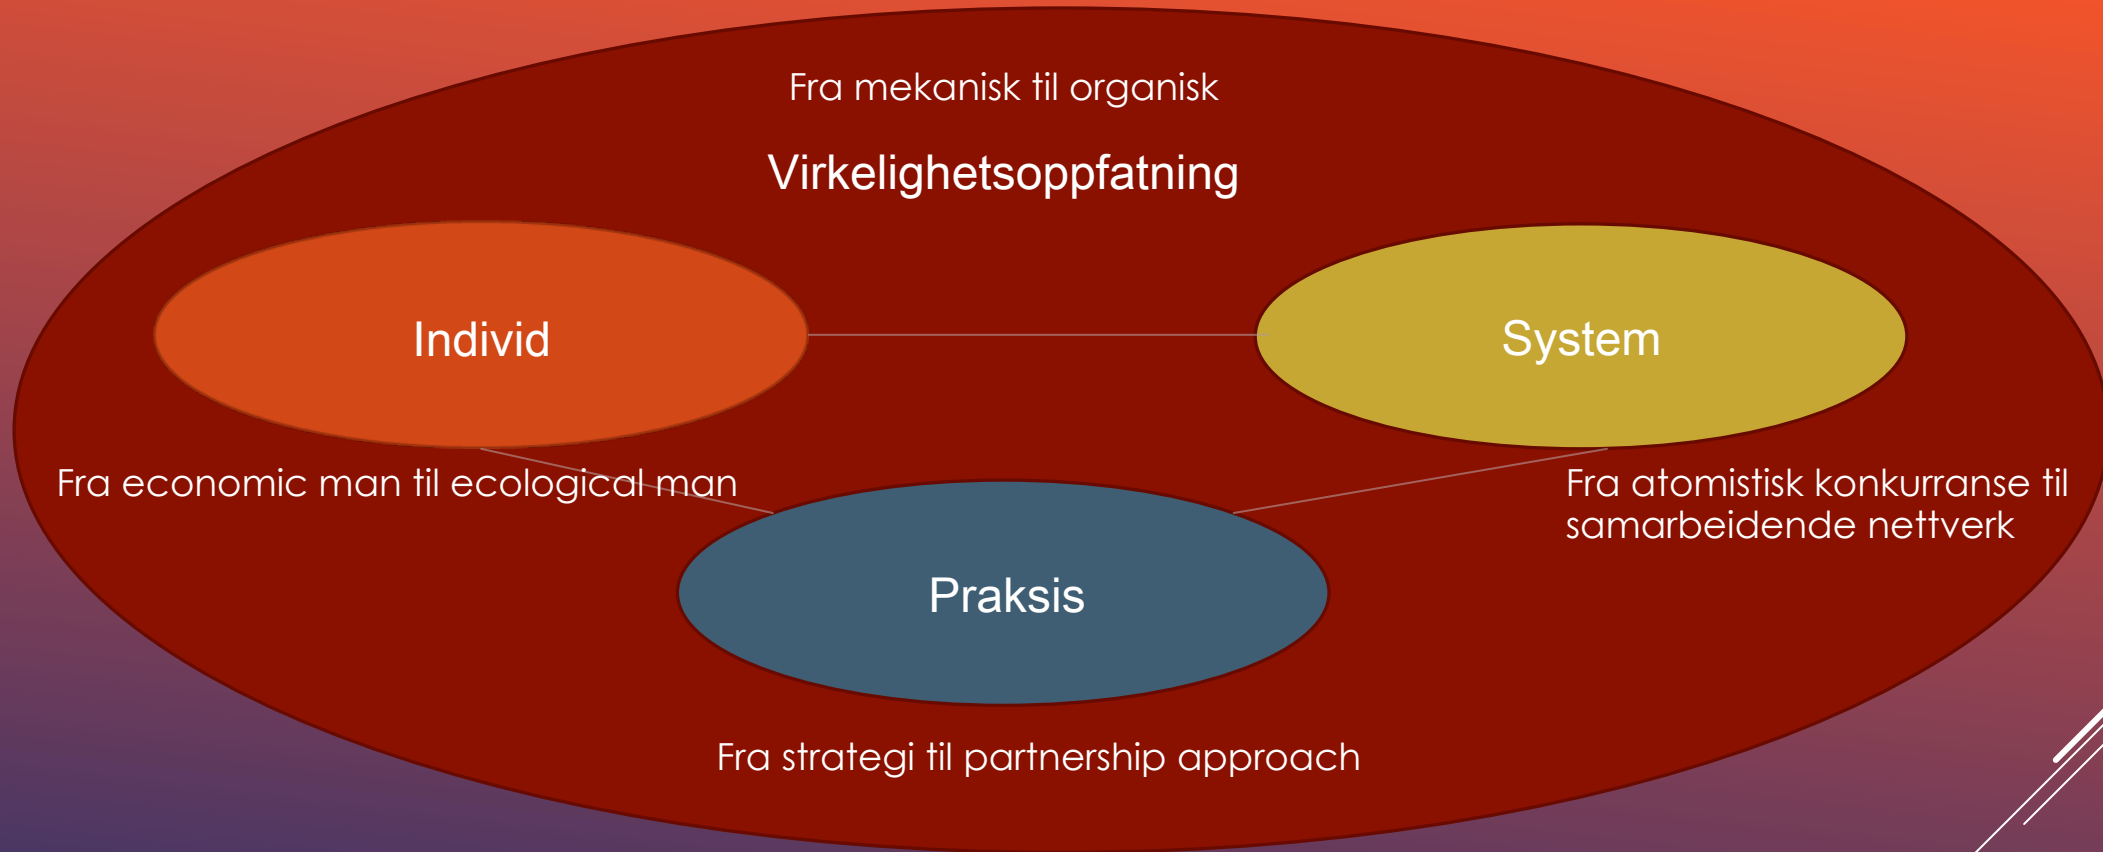 Fra mekanisk til organisk
Virkelighetsoppfatning
Individ
System
Fra economic man til ecological man
Fra atomistisk konkurranse til
samarbeidende nettverk
Praksis
Fra strategi til partnership approach